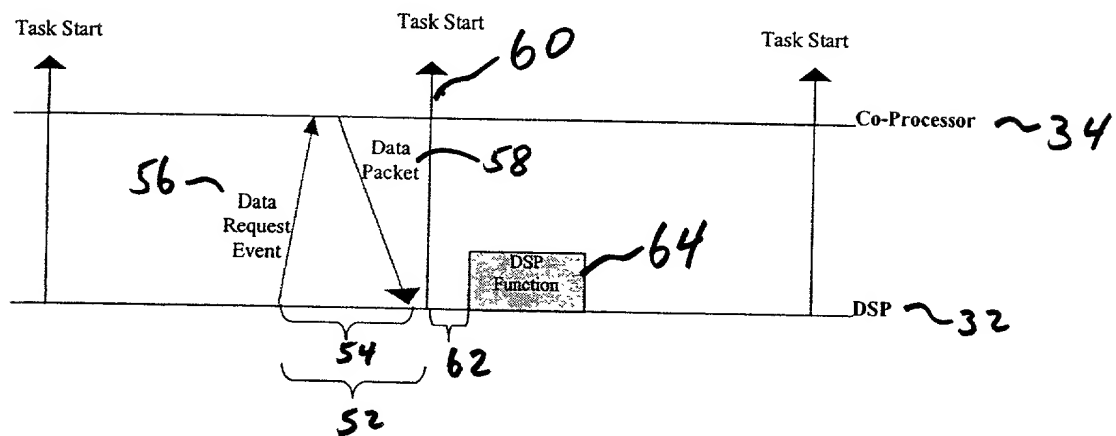 Task Start
Task Start
Task Start
60
Co-Processor
34
Data
Packet
58
56
Data
Request
Event
DSP
Function
64
DSP
32
54
62
52